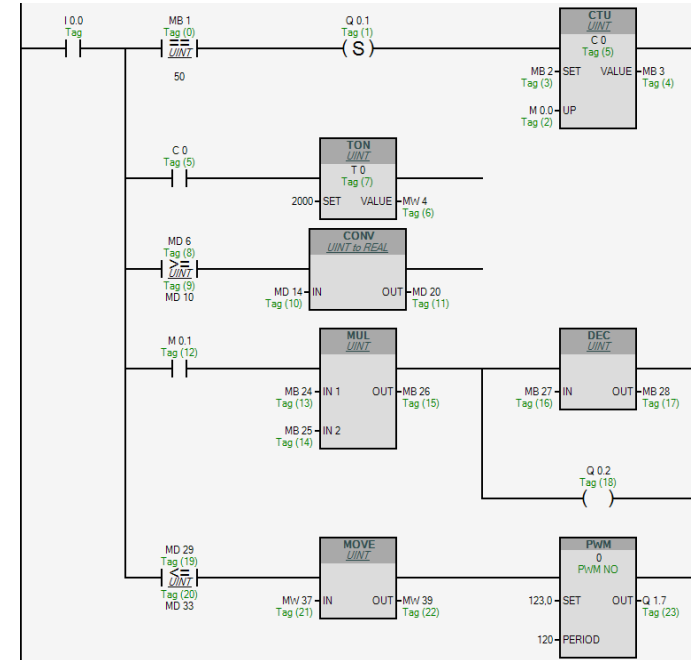 I 0.0
Tag
MB 1
Tag (0)
==
UINT
50
Q 0.1
Tag (1)
(S)
CTU
UINT
C 0
Tag (5)
MB 2 SET VALUE MB 3
Tag (3) Tag (4)
M 0.0 UP
Tag (2)
C 0
Tag (5)
TON
UINT
T 0
Tag (7)
2000 SET VALUE MW 4
Tag (6)
MD 6
Tag (8)
>=
UINT
Tag (9)
MD 10
CONV
UINT to REAL
MD 14 IN OUT MD 20
Tag (10) Tag (11)
M 0.1
Tag (12)
MUL
UINT
MB 24 IN 1 OUT MB 26
Tag (13) Tag (15)
MB 25 IN 2
Tag (14)
DEC
UINT
MB 27 IN OUT MB 28
Tag (16) Tag (17)
Q 0.2
Tag (18)
( )
MD 29
Tag (19)
<=
UINT
Tag (20)
MD 33
MOVE
UINT
MW 37 IN OUT MW 39
Tag (21) Tag (22)
PWM
0
PWM NO
123,0 SET OUT Q 1.7
Tag (23)
120 PERIOD